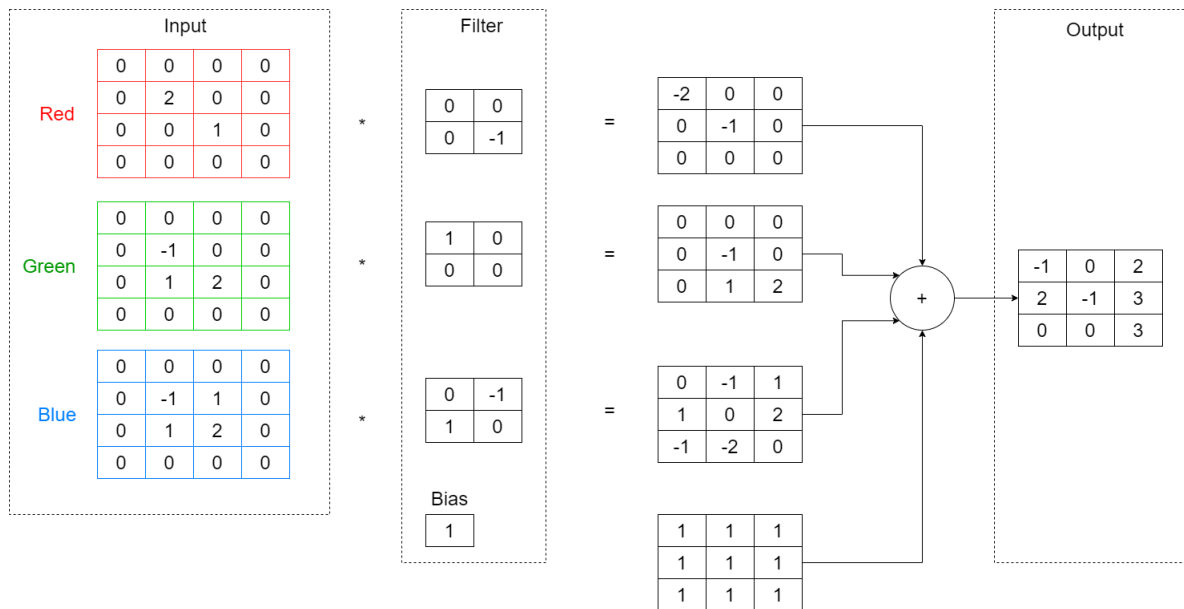 Input
Filter
Output
Red
0 0 0 0
0 2 0 0
0 0 1 0
0 0 0 0
*
0 0
0 -1
=
-2 0 0
0 -1 0
0 0 0
Green
0 0 0 0
0 -1 0 0
0 1 2 0
0 0 0 0
*
1 0
0 0
=
0 0 0
0 -1 0
0 1 2
+
-1 0 2
2 -1 3
0 0 3
Blue
0 0 0 0
0 -1 1 0
0 1 2 0
0 0 0 0
*
0 -1
1 0
=
0 -1 1
1 0 2
-1 -2 0
Bias
1
1 1 1
1 1 1
1 1 1